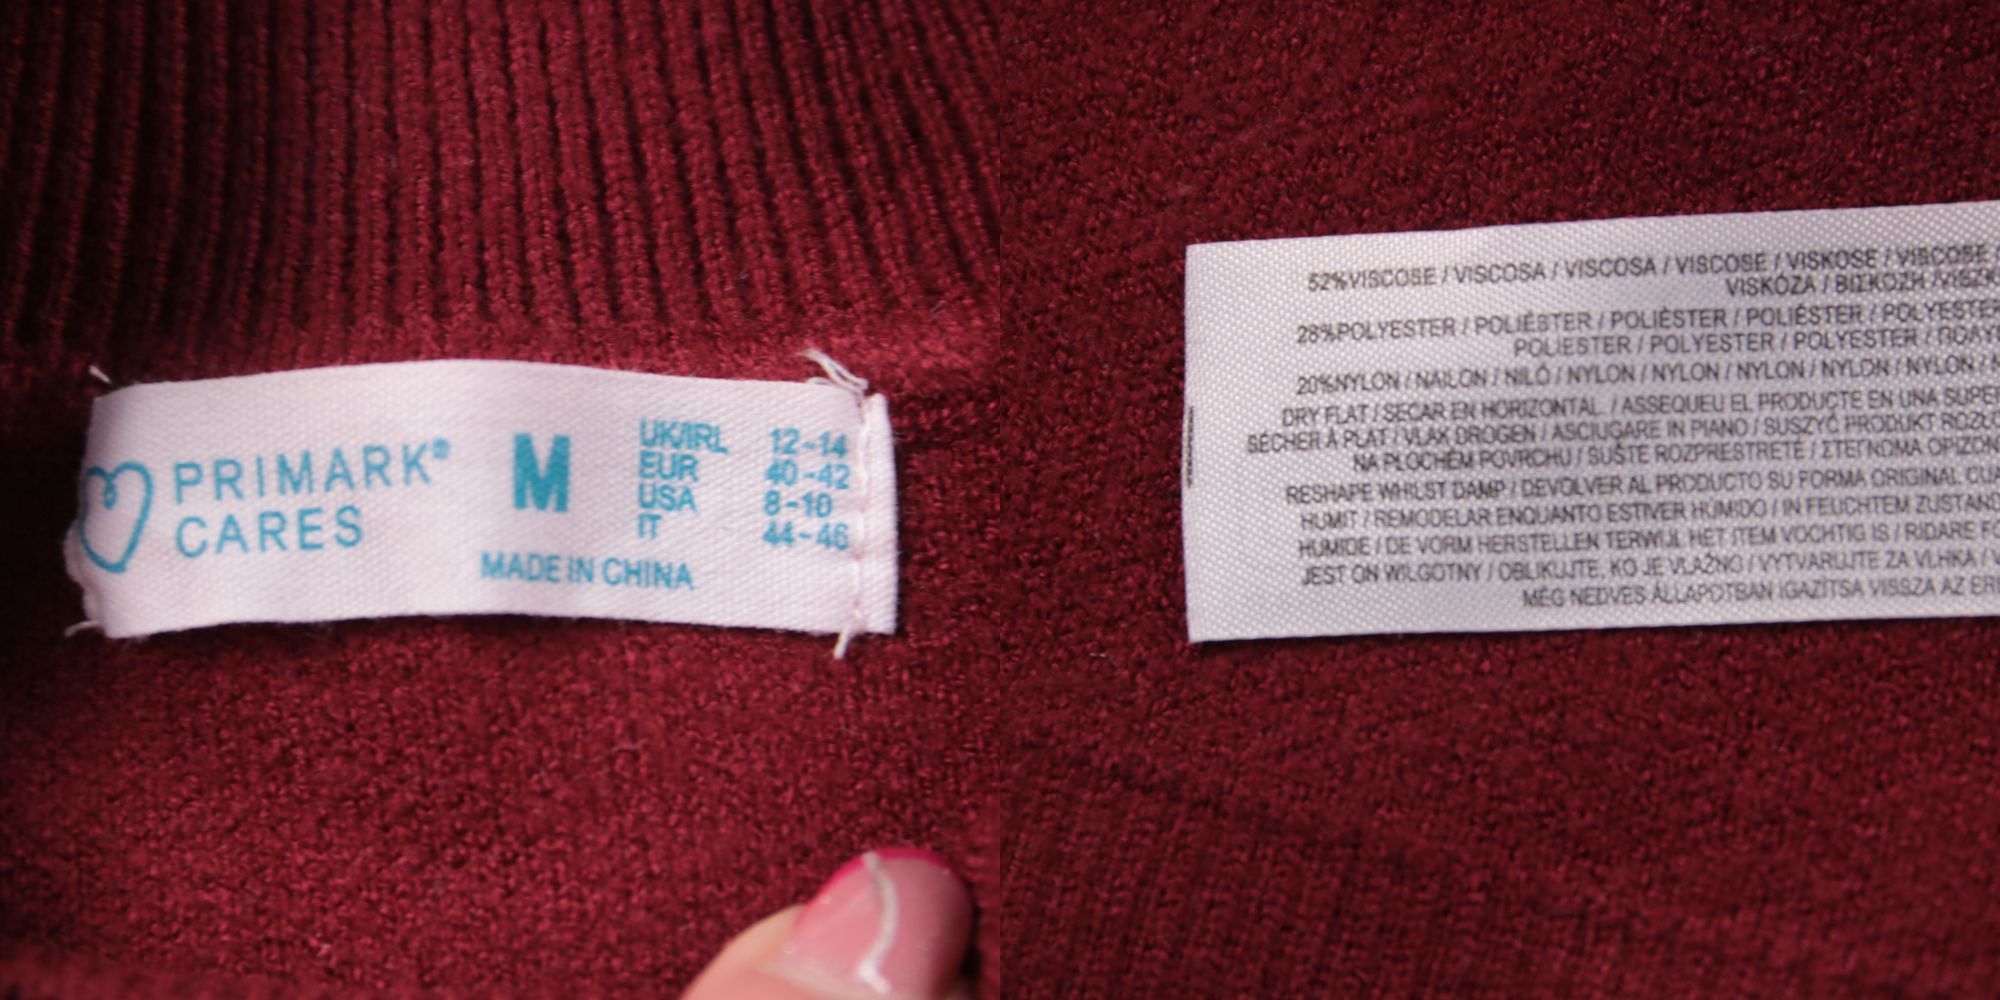 PRIMARK®
CARES
M
UK/IRL 12-14
EUR 40-42
USA 8-10
IT 44-46
MADE IN CHINA
52%VISCOSE / VISCOSA / VISCOSA / VISCOSE / VISKOSE / VISCOSE
VISKÓZA / ΒΙΣΚΟΖΗ /
28%POLYESTER / POLIÉSTER / POLIÈSTER / POLIÉSTER /
POLIESTER / POLYESTER / POLYESTER /
20%NYLON / NAILON / NILÓ / NYLON / NYLON / NYLON / NYLON / NYLON /
DRY FLAT / SECAR EN HORIZONTAL. / ASSEQUEU EL PRODUCTE EN UNA
SÉCHER À PLAT / VLAK DROGEN / ASCIUGARE IN PIANO / SUSZYĆ PRODUKT
NA PLOCHÉM POVRCHU / SUŠTE ROZPRESTRETÉ /
RESHAPE WHILST DAMP / DEVOLVER AL PRODUCTO SU FORMA ORIGINAL
HUMIT / REMODELAR ENQUANTO ESTIVER HÚMIDO / IN FEUCHTEM ZUSTAND
HUMIDE / DE VORM HERSTELLEN TERWIJL HET ITEM VOCHTIG IS / RIDARE
JEST ON WILGOTNY / OBLIKUJTE, KO JE VLAŽNO / VYTVARUJTE ZA VLHKA /
MÉG NEDVES ÁLLAPOTBAN IGAZÍTSA VISSZA AZ